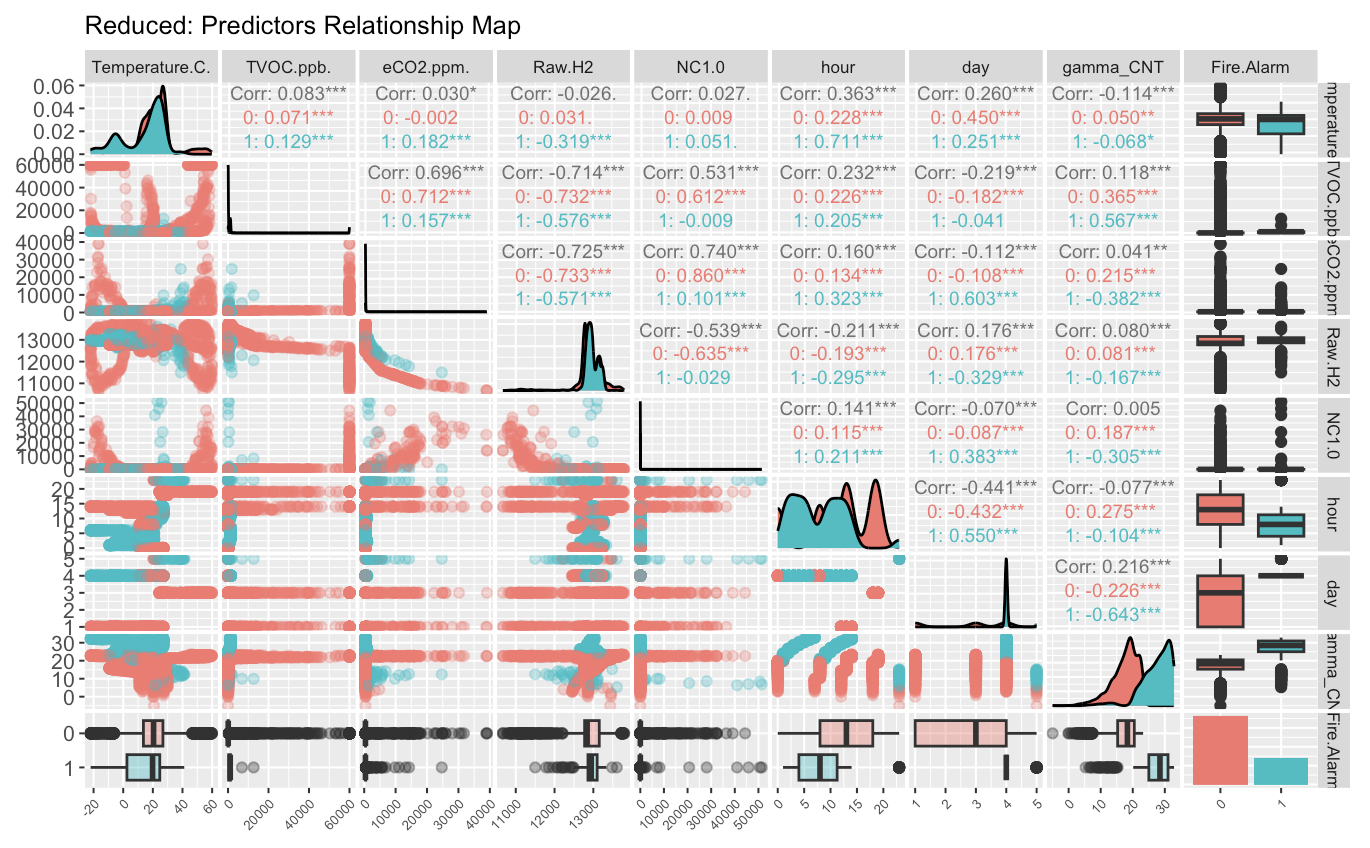 Reduced: Predictors Relationship Map
Temperature.C. TVOC.ppb. eCO2.ppm. Raw.H2 NC1.0 hour day gamma_CNT Fire.Alarm
0.06 0.04 0.02 0.00
Corr: 0.083*** Corr: 0.030* Corr: -0.026. Corr: 0.027. Corr: 0.363*** Corr: 0.260*** Corr: -0.114***
0: 0.071*** 0: -0.002 0: 0.031. 0: 0.009 0: 0.228*** 0: 0.450*** 0: 0.050**
1: 0.129*** 1: 0.182*** 1: -0.319*** 1: 0.051. 1: 0.711*** 1: 0.251*** 1: -0.068*
mperature
60000 40000 20000 0
Corr: 0.696*** Corr: -0.714*** Corr: 0.531*** Corr: 0.232*** Corr: -0.219*** Corr: 0.118***
0: 0.712*** 0: -0.732*** 0: 0.612*** 0: 0.226*** 0: -0.182*** 0: 0.365***
1: 0.157*** 1: -0.576*** 1: -0.009 1: 0.205*** 1: -0.041 1: 0.567***
TVOC.ppb
40000 30000 20000 10000 0
Corr: -0.725*** Corr: 0.740*** Corr: 0.160*** Corr: -0.112*** Corr: 0.041**
0: -0.733*** 0: 0.860*** 0: 0.134*** 0: -0.108*** 0: 0.215***
1: -0.571*** 1: 0.101*** 1: 0.323*** 1: 0.603*** 1: -0.382***
eCO2.ppm
13000 12000 11000
Corr: -0.539*** Corr: -0.211*** Corr: 0.176*** Corr: 0.080***
0: -0.635*** 0: -0.193*** 0: 0.176*** 0: 0.081***
1: -0.029 1: -0.295*** 1: -0.329*** 1: -0.167***
Raw.H2
50000 40000 30000 20000 10000 0
Corr: 0.141*** Corr: -0.070*** Corr: 0.005
0: 0.115*** 0: -0.087*** 0: 0.187***
1: 0.211*** 1: 0.383*** 1: -0.305***
NC1.0
20 15 10 5 0
Corr: -0.441*** Corr: -0.077***
0: -0.432*** 0: 0.275***
1: 0.550*** 1: -0.104***
hour
5 4 3 2 1
Corr: 0.216***
0: -0.226***
1: -0.643***
day
30 20 10 0
amma_CN
0 1
Fire.Alarm
-20 0 20 40 60 0 20000 40000 60000 0 10000 20000 30000 40000 11000 12000 13000 0 10000 20000 30000 40000 50000 0 5 10 15 20 1 2 3 4 5 0 10 20 30 0 1